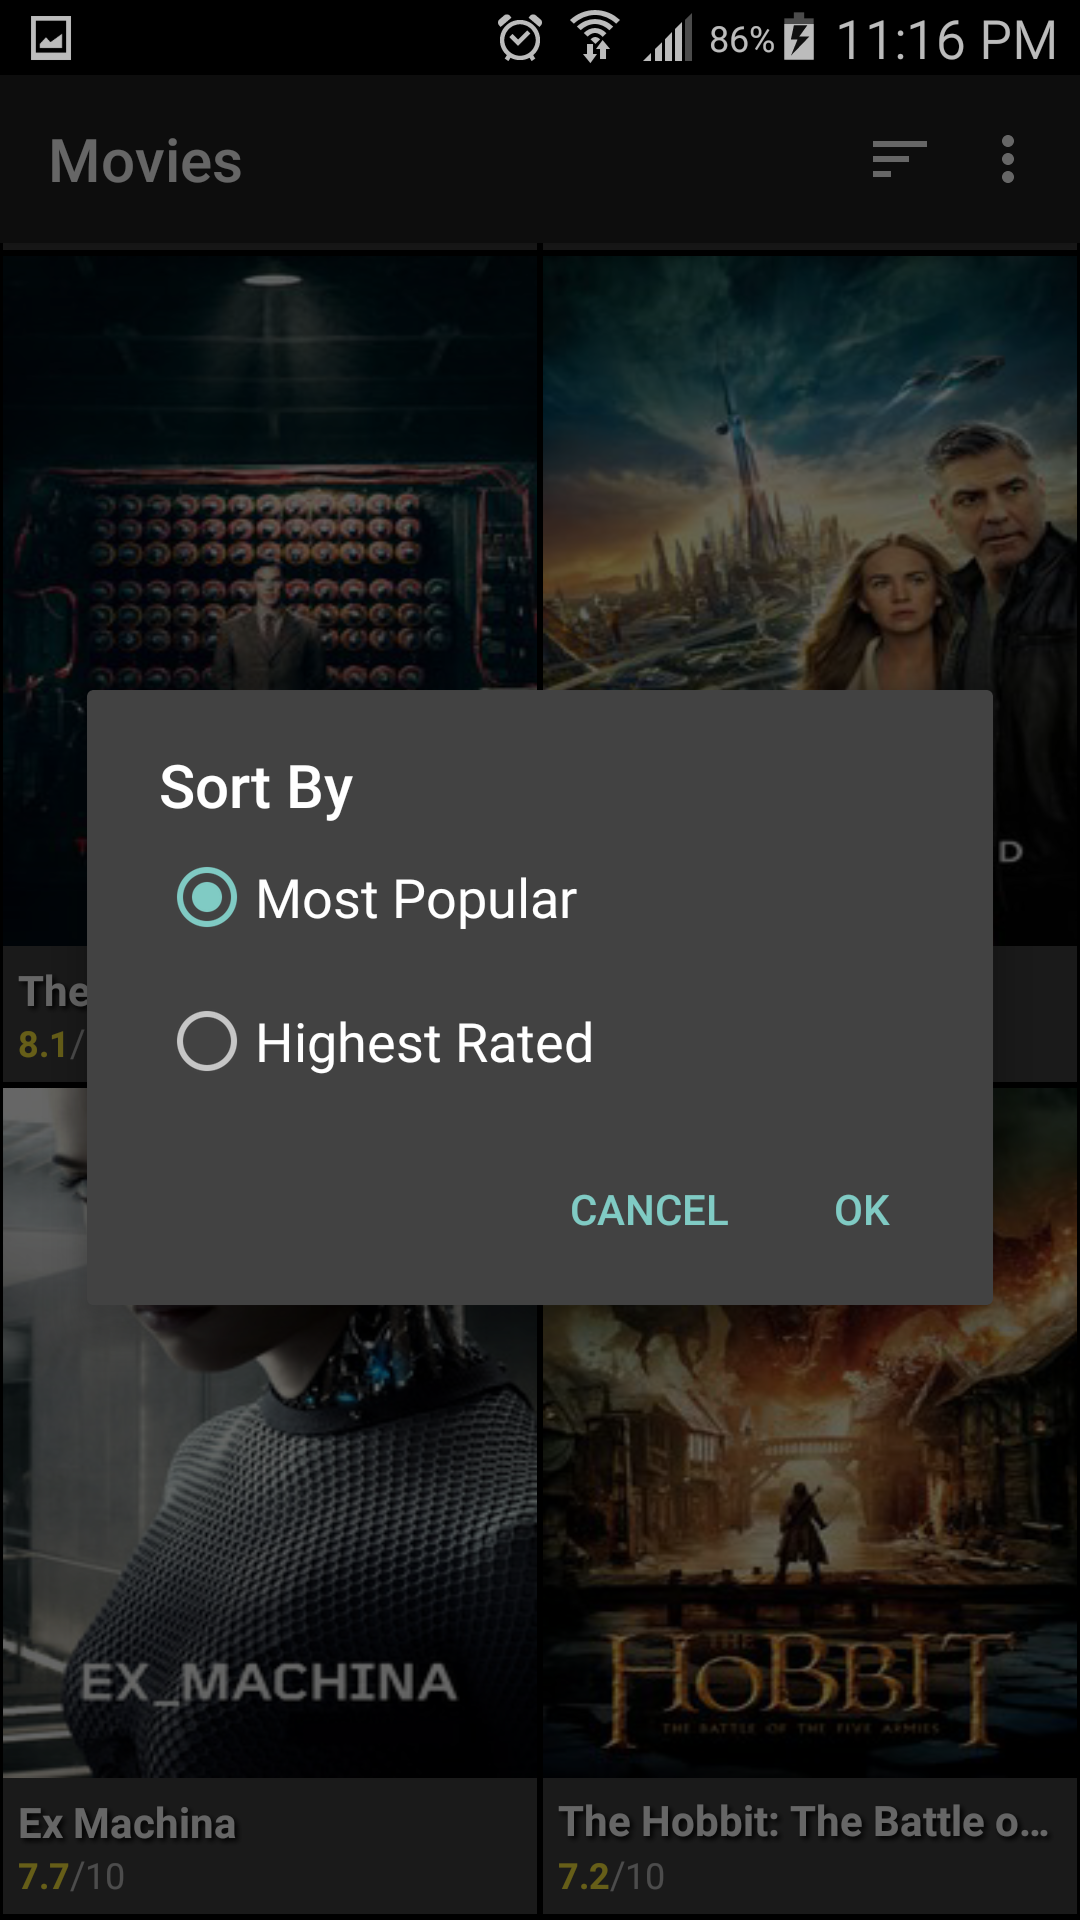 86% 11:16 PM
Movies
D
Sort By
Most Popular
Highest Rated
CANCEL OK
The
8.1/
EX_MACHINA
THE
HOBBIT
THE BATTLE OF THE FIVE ARMIES
Ex Machina
7.7/10
The Hobbit: The Battle o...
7.2/10